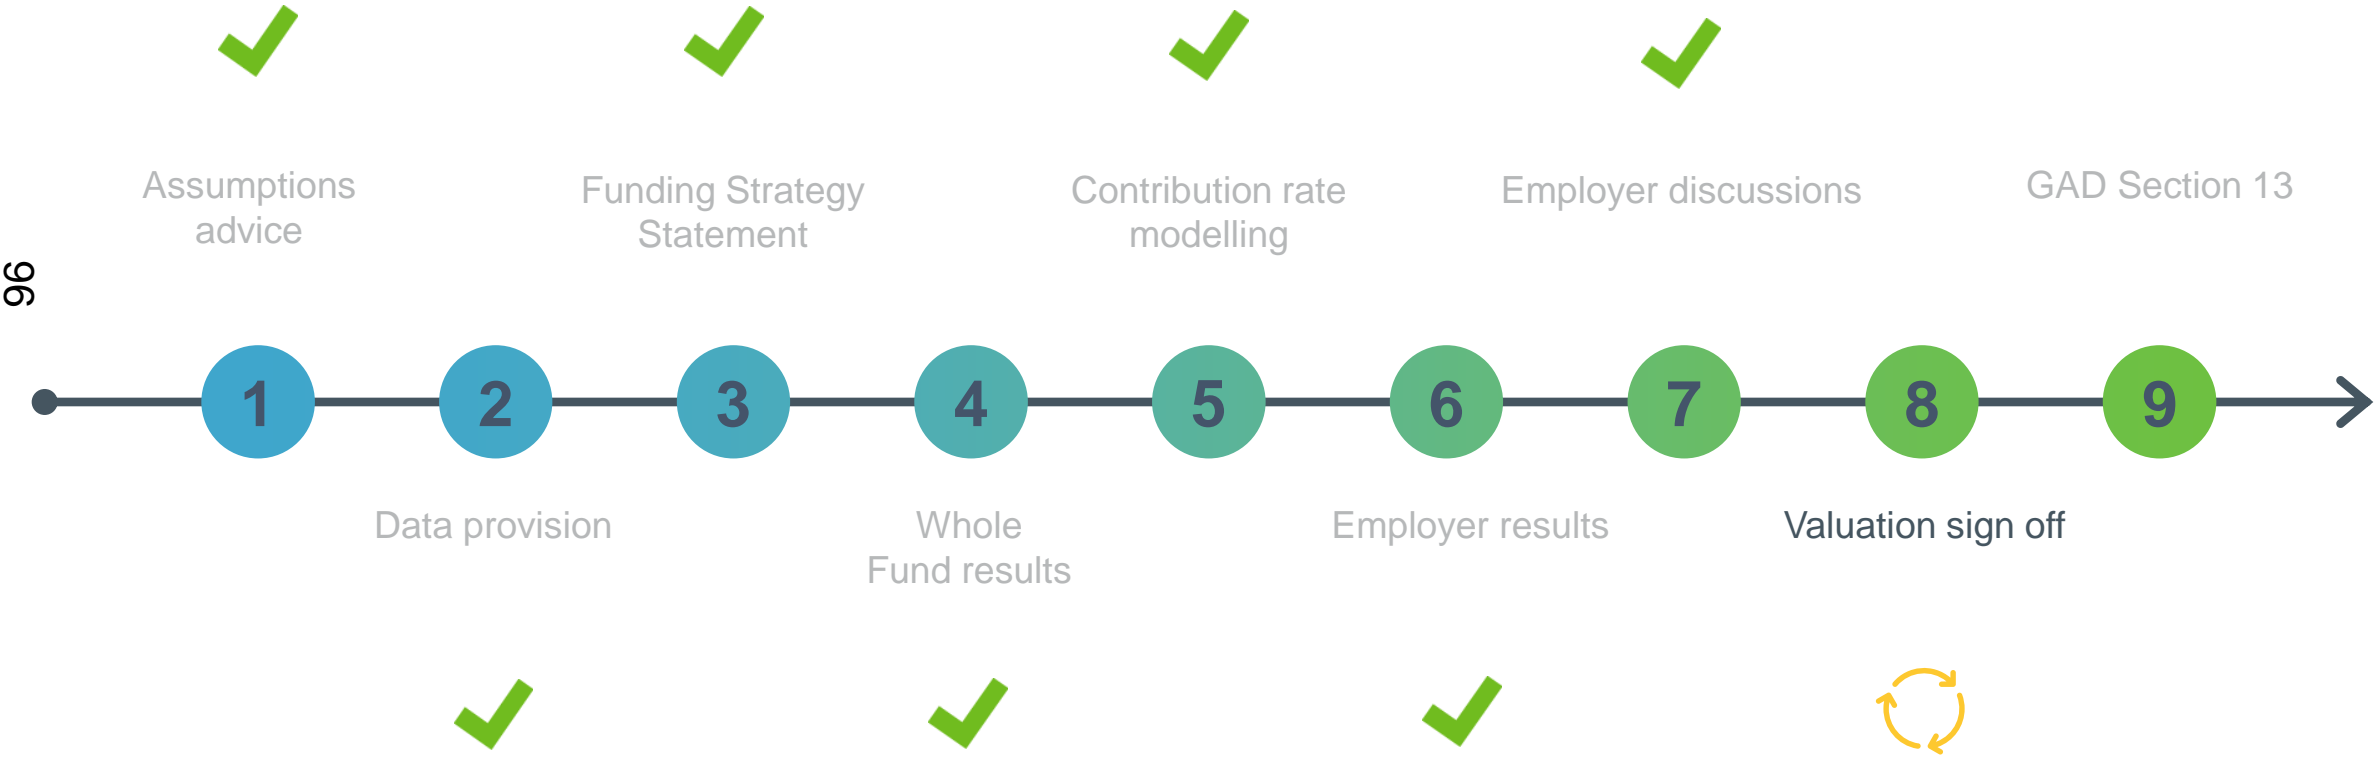 Assumptions
advice
Funding Strategy
Statement
Contribution rate
modelling
Employer discussions
GAD Section 13
96
1
2
3
4
5
6
7
8
9
Data provision
Whole
Fund results
Employer results
Valuation sign off